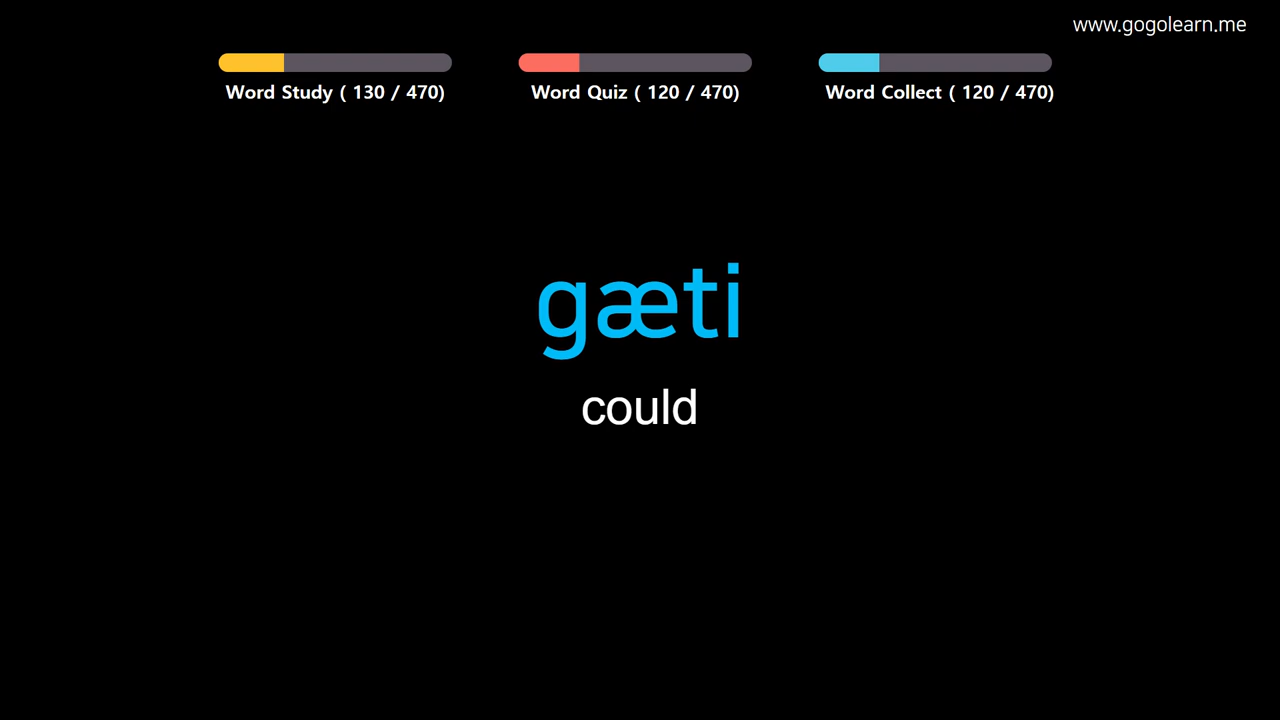 www.gogolearn.me
Word Study ( 130 / 470)
Word Quiz ( 120 / 470)
Word Collect ( 120 / 470)
gæti
could